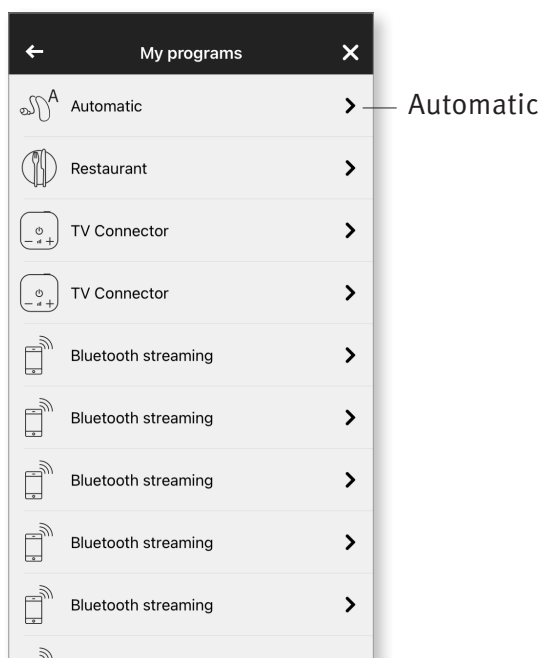 My programs
A
Automatic
Automatic
Restaurant
TV Connector
TV Connector
Bluetooth streaming
Bluetooth streaming
Bluetooth streaming
Bluetooth streaming
Bluetooth streaming